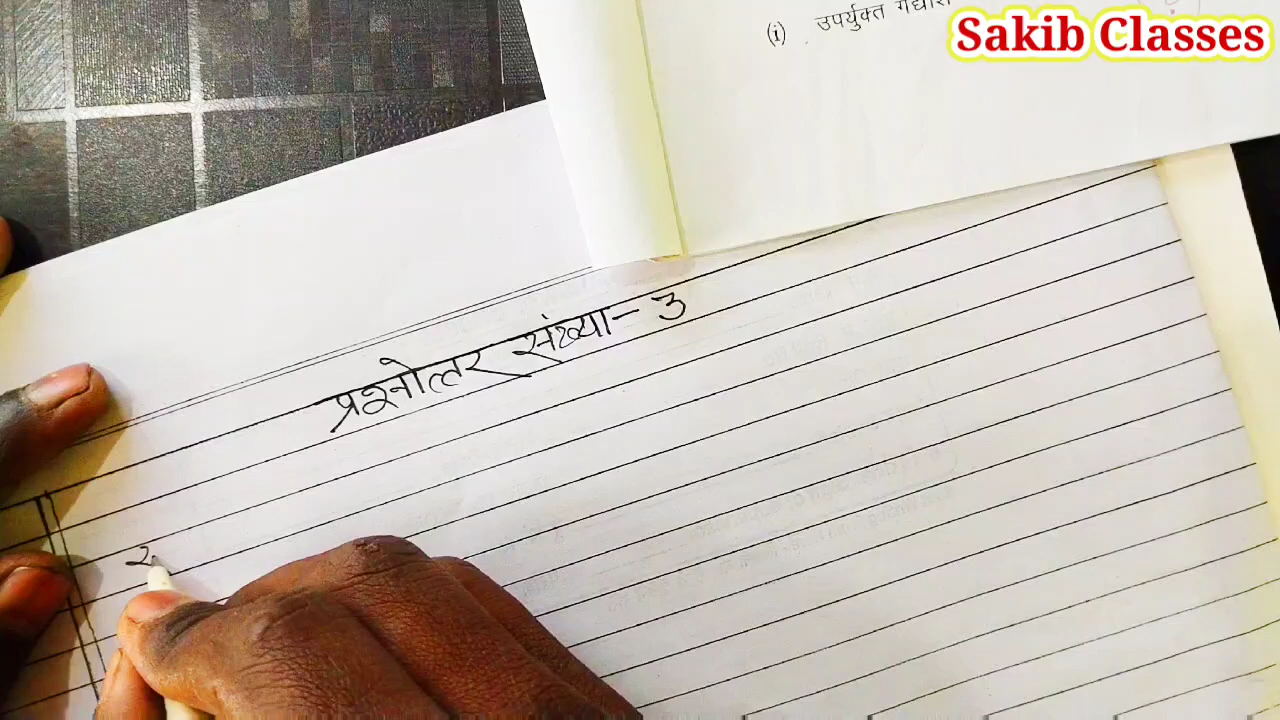 Sakib Classes
(i) उपर्युक्त
प्रश्नोत्तर संख्या- 3